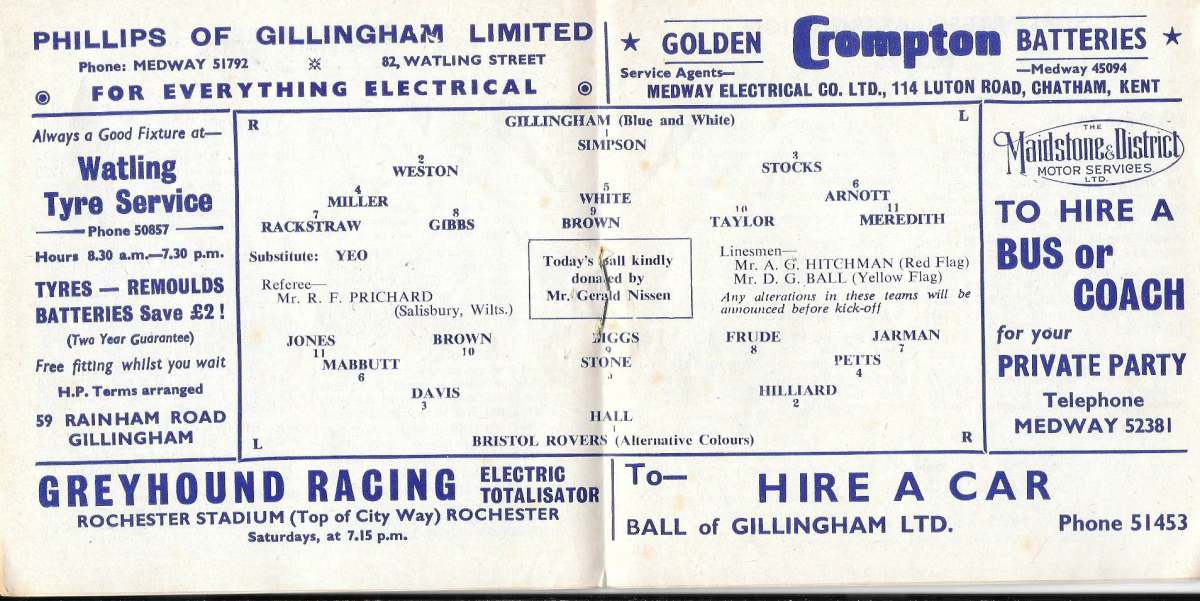 PHILLIPS OF GILLINGHAM LIMITED
Phone: MEDWAY 51792 ※ 82, WATLING STREET
FOR EVERYTHING ELECTRICAL
★ GOLDEN Crompton BATTERIES ★
Service Agents—
—Medway 45094
MEDWAY ELECTRICAL CO. LTD., 114 LUTON ROAD, CHATHAM, KENT
Always a Good Fixture at—
Watling
Tyre Service
Phone 50857
Hours 8.30 a.m.—7.30 p.m.
TYRES — REMOULDS
BATTERIES Save £2!
(Two Year Guarantee)
Free fitting whilst you wait
H.P. Terms arranged
59 RAINHAM ROAD
GILLINGHAM
R L
GILLINGHAM (Blue and White)
1
SIMPSON
2 3
WESTON STOCKS
4 5 6
MILLER WHITE ARNOTT
7 8 9 10 11
RACKSTRAW GIBBS BROWN TAYLOR MEREDITH
Substitute: YEO
Referee—
Mr. R. F. PRICHARD
(Salisbury, Wilts.)
Today's ball kindly
donated by
Mr. Gerald Nissen
Linesmen—
Mr. A. G. HITCHMAN (Red Flag)
Mr. D. G. BALL (Yellow Flag)
Any alterations in these teams will be
announced before kick-off
JONES BROWN BIGGS FRUDE JARMAN
11 10 9 8 7
MABBUTT STONE PETTS
6 5 4
DAVIS HILLIARD
3 2
HALL
1
BRISTOL ROVERS (Alternative Colours)
L R
THE
Maidstone & District
MOTOR SERVICES
LTD.
TO HIRE A
BUS or
COACH
for your
PRIVATE PARTY
Telephone
MEDWAY 52381
GREYHOUND RACING ELECTRIC
TOTALISATOR
ROCHESTER STADIUM (Top of City Way) ROCHESTER
Saturdays, at 7.15 p.m.
To—
HIRE A CAR
BALL of GILLINGHAM LTD. Phone 51453